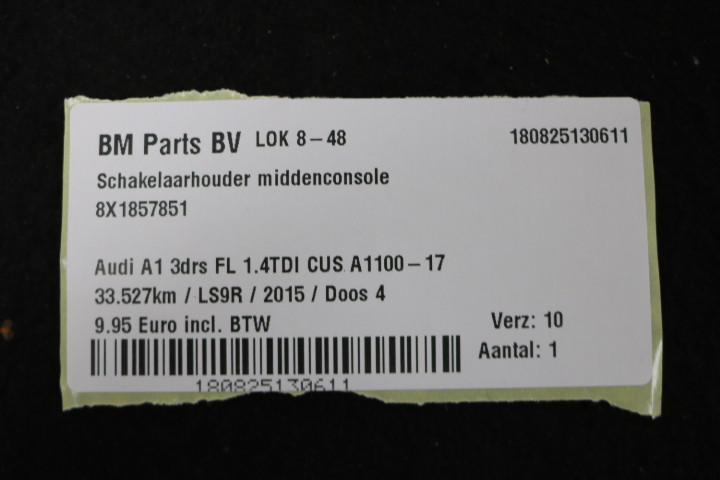 BM Parts BV LOK 8-48 180825130611
Schakelaarhouder middenconsole
8X1857851
Audi A1 3drs FL 1.4TDI CUS A1100-17
33.527km / LS9R / 2015 / Doos 4
9.95 Euro incl. BTW Verz: 10
Aantal: 1
180825130611